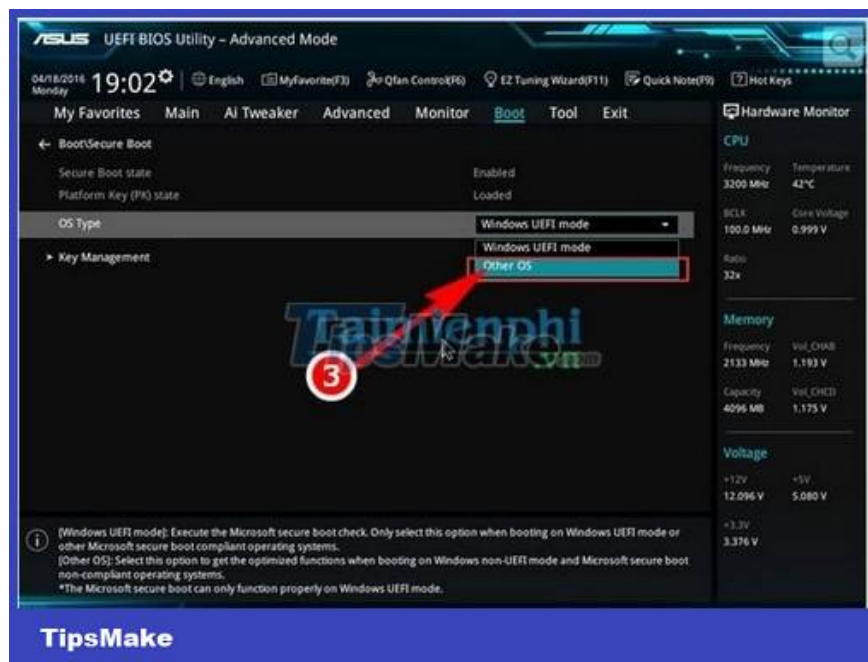 ASUS UEFI BIOS Utility – Advanced Mode
04/18/2016 Monday 19:02 English MyFavorite(F3) Qfan Control(F6) EZ Tuning Wizard(F11) Quick Note(F9) ? Hot Keys
My Favorites Main Ai Tweaker Advanced Monitor Boot Tool Exit
Hardware Monitor
← Boot\Secure Boot
Secure Boot state Enabled
Platform Key (PK) state Loaded
OS Type Windows UEFI mode
Windows UEFI mode
Other OS
Key Management
3
Taimienphi
TipsMake
.vn
.com
CPU
Frequency Temperature
3200 MHz 42°C
BCLK Core Voltage
100.0 MHz 0.999 V
Ratio
32x
Memory
Frequency Vol_CHAB
2133 MHz 1.193 V
Capacity Vol_CHCD
4096 MB 1.175 V
Voltage
+12V +5V
12.096 V 5.080 V
+3.3V
3.376 V
[Windows UEFI mode]: Execute the Microsoft secure boot check. Only select this option when booting on Windows UEFI mode or
other Microsoft secure boot compliant operating systems.
[Other OS]: Select this option to get the optimized functions when booting on Windows non-UEFI mode and Microsoft secure boot
non-compliant operating systems.
*The Microsoft secure boot can only function properly on Windows UEFI mode.
TipsMake